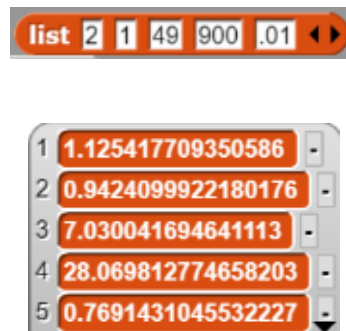 list 2 1 49 900 .01
1 1.125417709350586 -
2 0.9424099922180176 -
3 7.030041694641113 -
4 28.069812774658203 -
5 0.7691431045532227 -